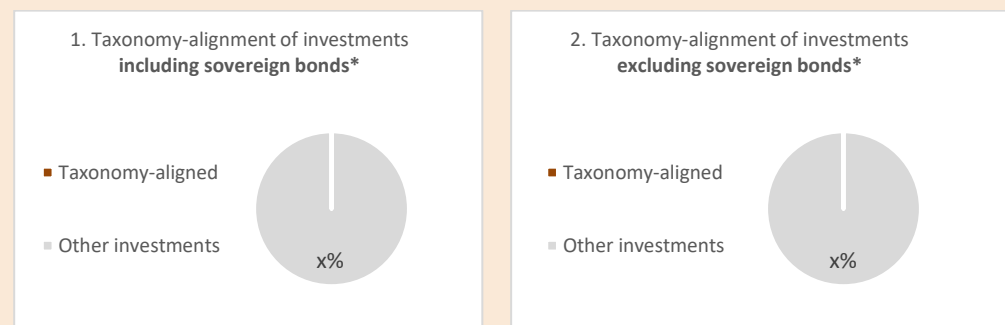 1. Taxonomy-alignment of investments
including sovereign bonds*
Taxonomy-aligned
Other investments
x%
2. Taxonomy-alignment of investments
excluding sovereign bonds*
Taxonomy-aligned
Other investments
x%